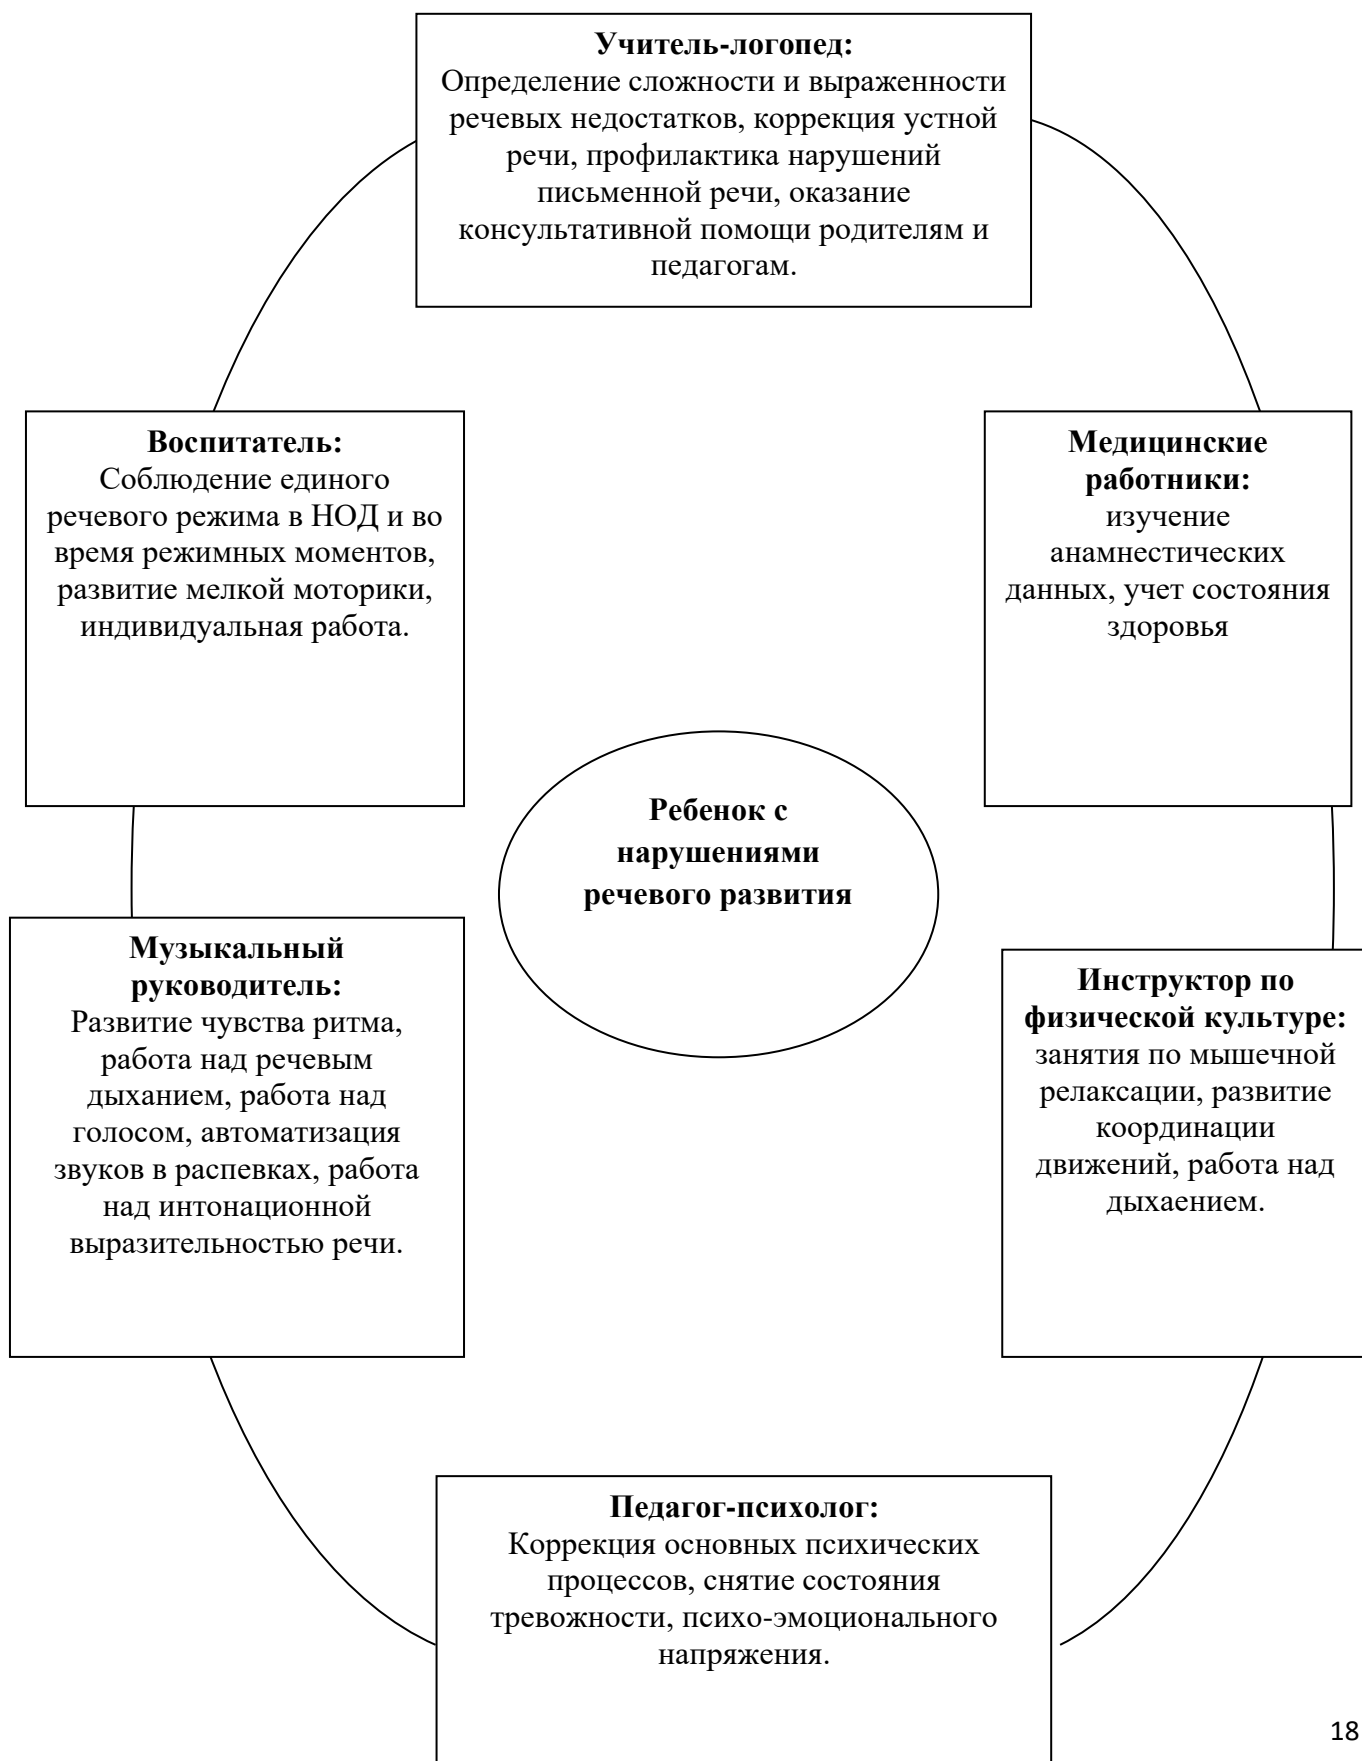 Учитель-логопед:
Определение сложности и выраженности
речевых недостатков, коррекция устной
речи, профилактика нарушений
письменной речи, оказание
консультативной помощи родителям и
педагогам.
Воспитатель:
Соблюдение единого
речевого режима в НОД и во
время режимных моментов,
развитие мелкой моторики,
индивидуальная работа.
Медицинские
работники:
изучение
анамнестических
данных, учет состояния
здоровья
Ребенок с
нарушениями
речевого развития
Музыкальный
руководитель:
Развитие чувства ритма,
работа над речевым
дыханием, работа над
голосом, автоматизация
звуков в распевках, работа
над интонационной
выразительностью речи.
Инструктор по
физической культуре:
занятия по мышечной
релаксации, развитие
координации
движений, работа над
дыхаением.
Педагог-психолог:
Коррекция основных психических
процессов, снятие состояния
тревожности, психо-эмоционального
напряжения.
18